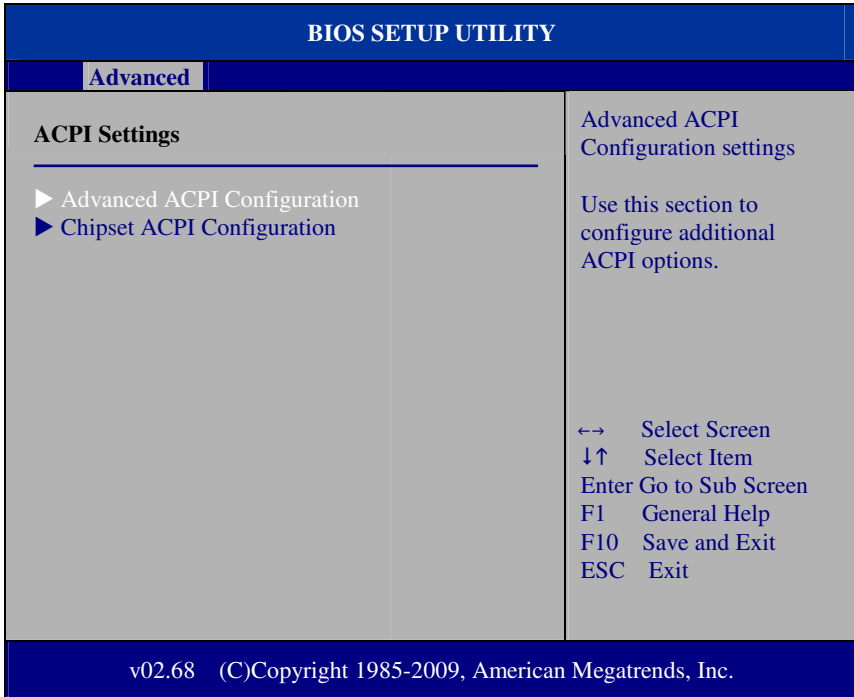 BIOS SETUP UTILITY
Advanced
ACPI Settings
▶ Advanced ACPI Configuration
▶ Chipset ACPI Configuration
Advanced ACPI
Configuration settings
Use this section to
configure additional
ACPI options.
←→ Select Screen
↓↑ Select Item
Enter Go to Sub Screen
F1 General Help
F10 Save and Exit
ESC Exit
v02.68 (C)Copyright 1985-2009, American Megatrends, Inc.